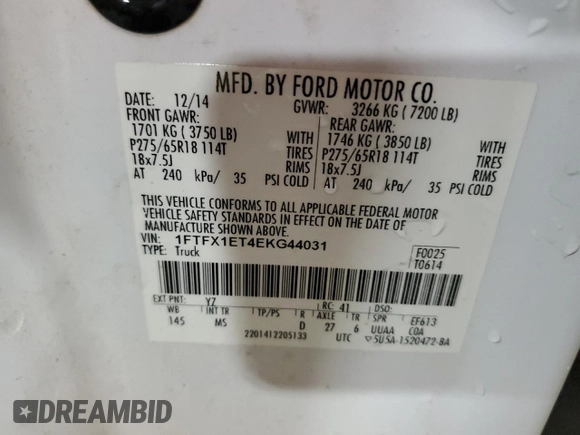 MFD. BY FORD MOTOR CO.
DATE: 12/14 GVWR: 3266 KG ( 7200 LB)
FRONT GAWR: REAR GAWR:
1701 KG ( 3750 LB) WITH 1746 KG ( 3850 LB) WITH
P275/65R18 114T TIRES P275/65R18 114T TIRES
18x7.5J RIMS 18x7.5J RIMS
AT 240 kPa/ 35 PSI COLD AT 240 kPa/ 35 PSI COLD
THIS VEHICLE CONFORMS TO ALL APPLICABLE FEDERAL MOTOR
VEHICLE SAFETY STANDARDS IN EFFECT ON THE DATE OF
MANUFACTURE SHOWN ABOVE.
VIN: 1FTFX1ET4EKG44031 F0025
TYPE: Truck T0614
EXT PNT: YZ RC: 41 DSO:
WB INT TR TP/PS R AXLE TR SPR EF613
145 MS D 27 6 UUAA COA
2201412205133 UTC ▽5U5A-1520472-BA
DREAMBID